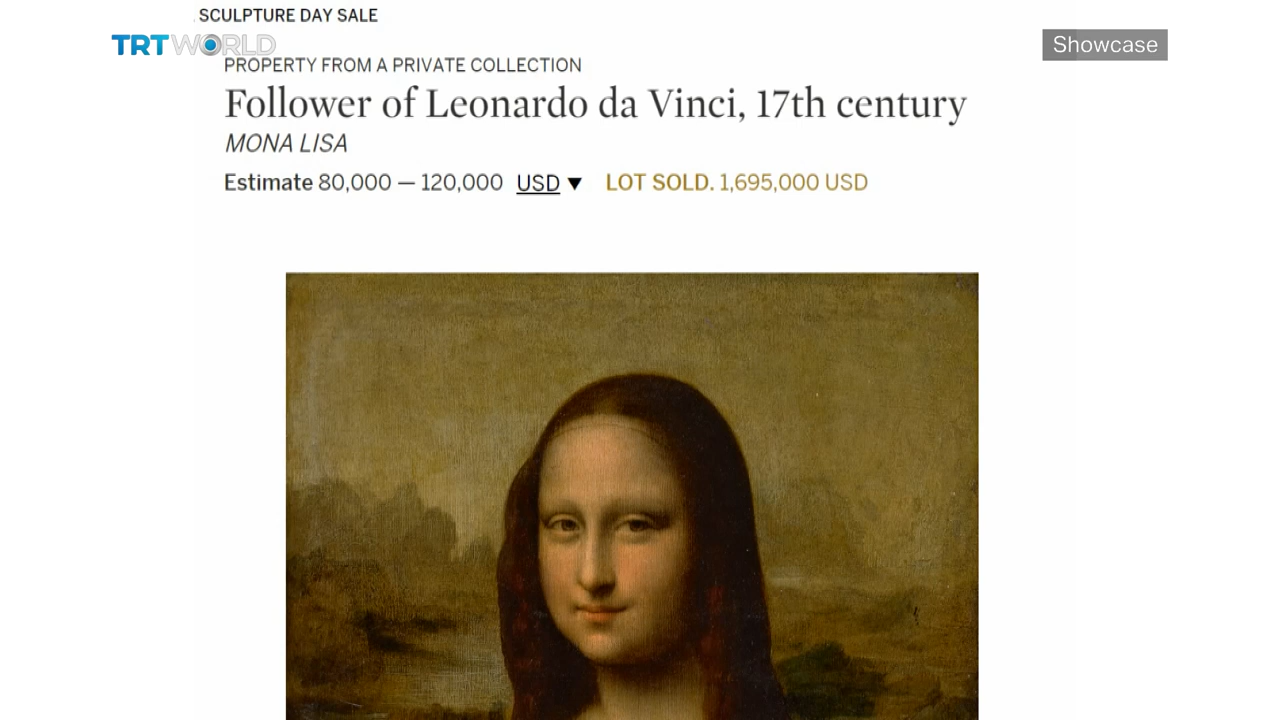 SCULPTURE DAY SALE
TRT WORLD
Showcase
PROPERTY FROM A PRIVATE COLLECTION
Follower of Leonardo da Vinci, 17th century
MONA LISA
Estimate 80,000 — 120,000 USD ▼ LOT SOLD. 1,695,000 USD